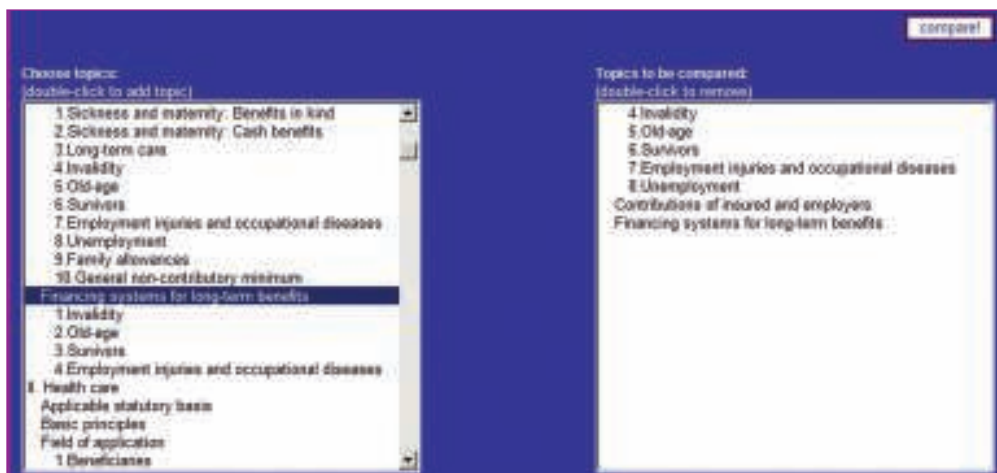 compare!
Choose topics:
(double-click to add topic)
1.Sickness and maternity: Benefits in kind
2.Sickness and maternity: Cash benefits
3.Long-term care
4.Invalidity
5.Old-age
6.Survivors
7.Employment injuries and occupational diseases
8.Unemployment
9.Family allowances
10.General non-contributory minimum
Financing systems for long-term benefits
1.Invalidity
2.Old-age
3.Survivors
4.Employment injuries and occupational diseases
II. Health care
Applicable statutory basis
Basic principles
Field of application
1.Beneficiaries
Topics to be compared:
(double-click to remove)
4.Invalidity
5.Old-age
6.Survivors
7.Employment injuries and occupational diseases
8.Unemployment
Contributions of insured and employers
Financing systems for long-term benefits